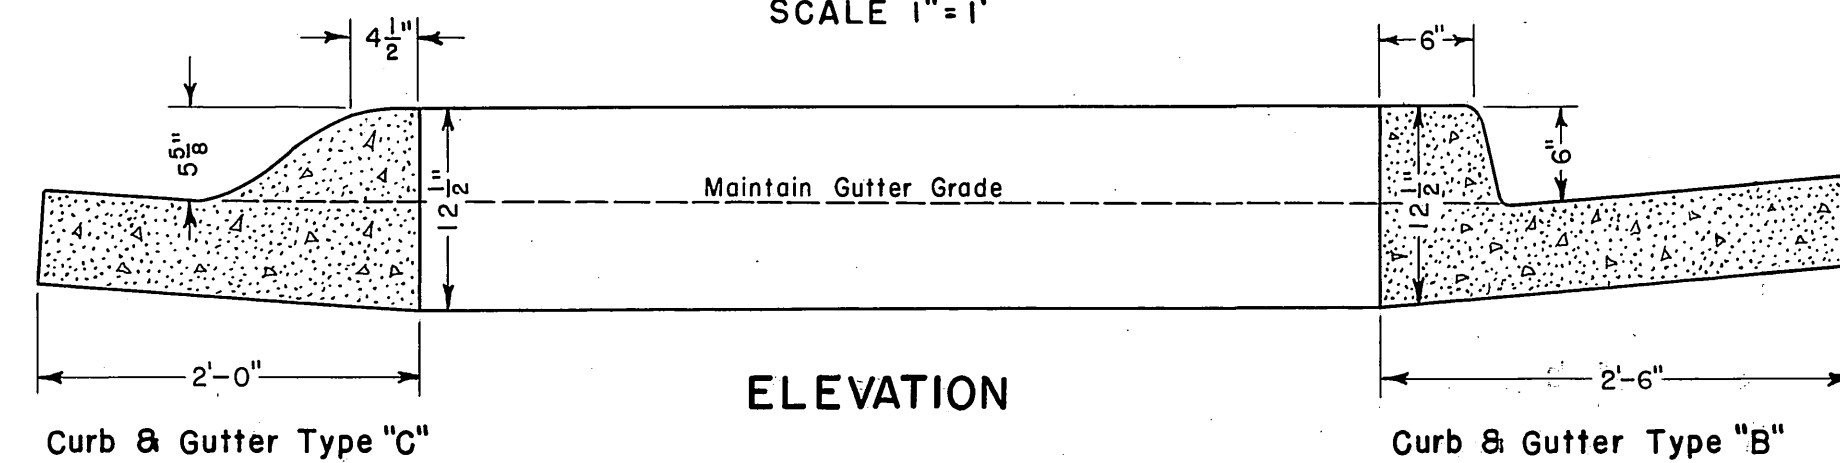 SCALE 1"=1'
4 1/2"
6"
5 5/8"
12 1/2"
Maintain Gutter Grade
12 1/2"
6"
2'-0"
ELEVATION
2'-6"
Curb & Gutter Type "C"
Curb & Gutter Type "B"